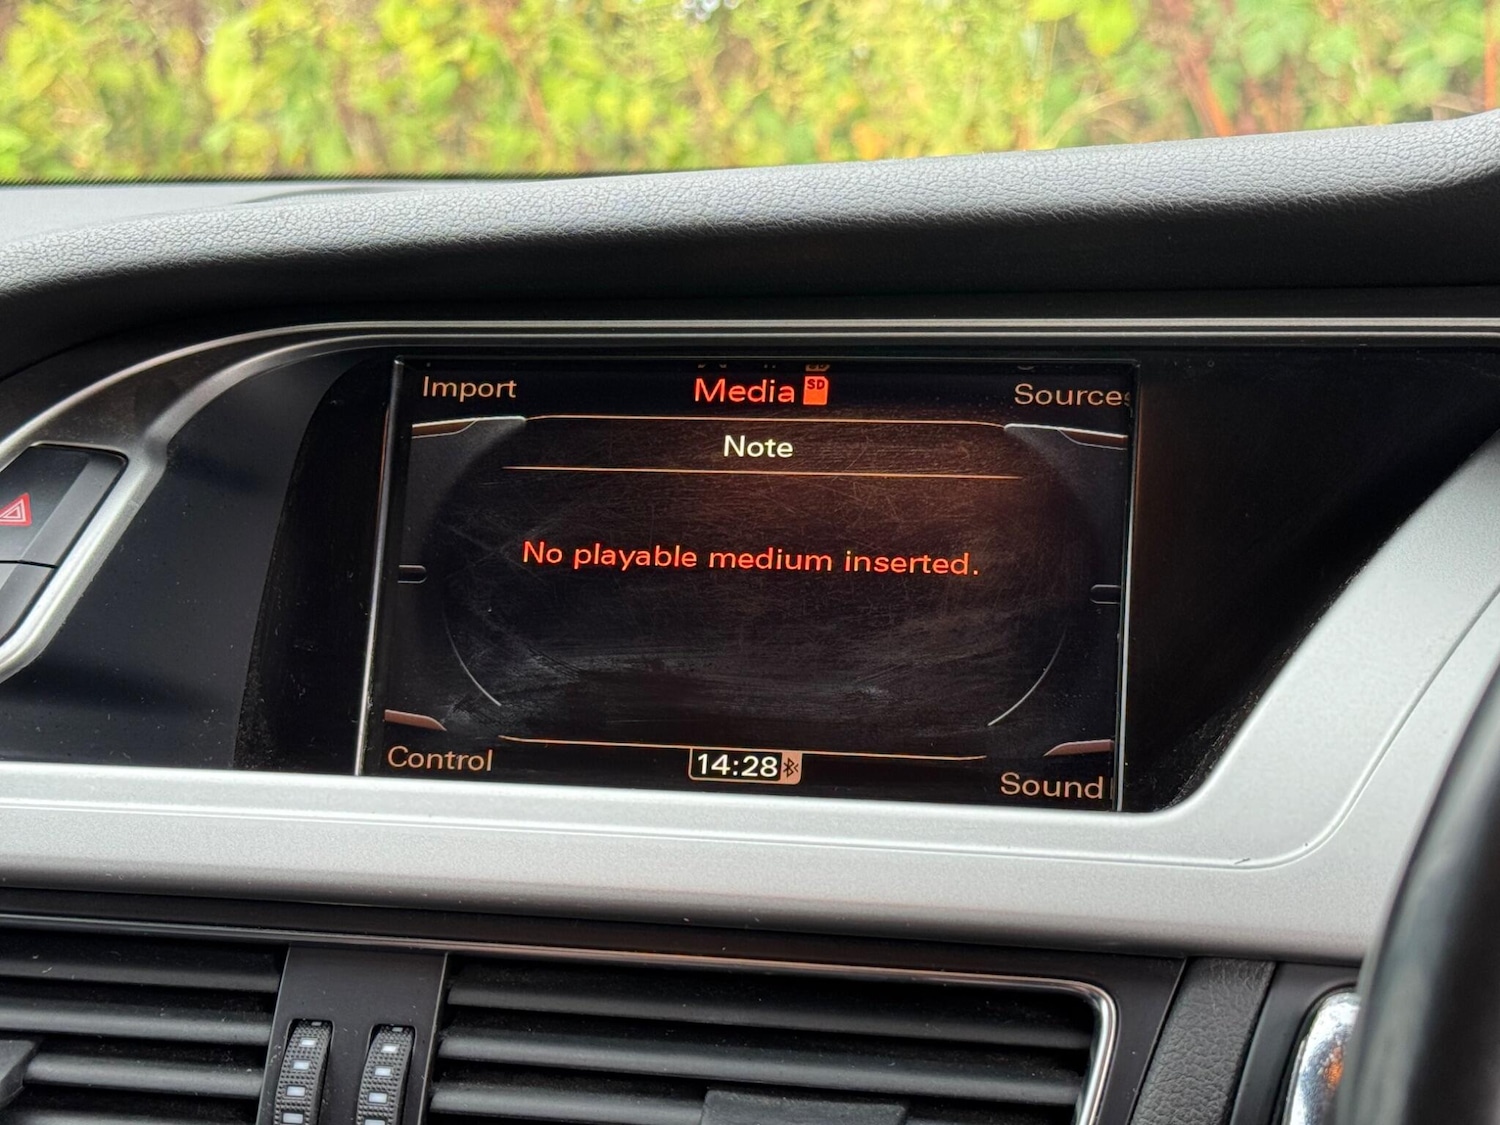 Import
Media SD
Sources
Note
No playable medium inserted.
Control
14:28
Sound